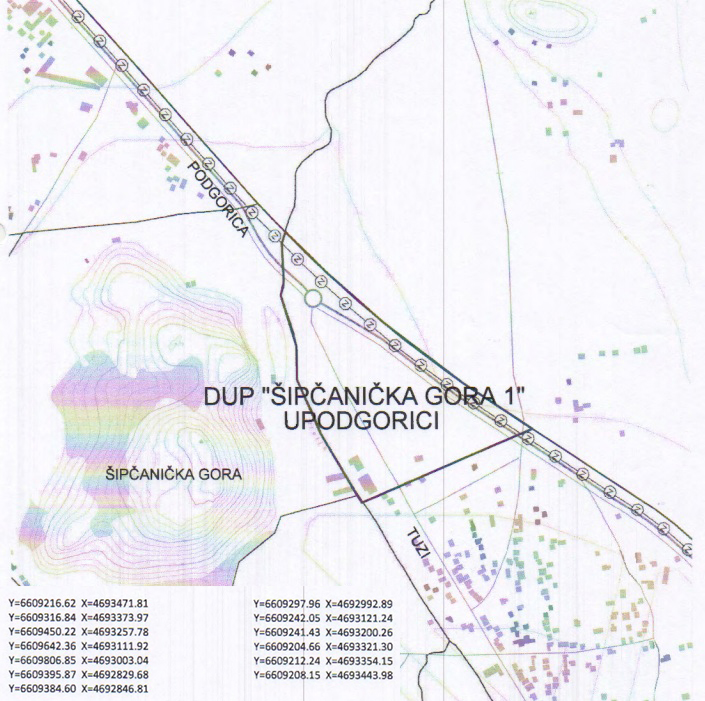 PODGORICA
DUP "ŠIPČANIČKA GORA 1"
UPODGORICI
ŠIPČANIČKA GORA
TUZI
Y=6609216.62 X=4693471.81
Y=6609316.84 X=4693373.97
Y=6609450.22 X=4693257.78
Y=6609642.36 X=4693111.92
Y=6609806.85 X=4693003.04
Y=6609395.87 X=4692829.68
Y=6609384.60 X=4692846.81
Y=6609297.96 X=4692992.89
Y=6609242.05 X=4693121.24
Y=6609241.43 X=4693200.26
Y=6609204.66 X=4693321.30
Y=6609212.24 X=4693354.15
Y=6609208.15 X=4693443.98